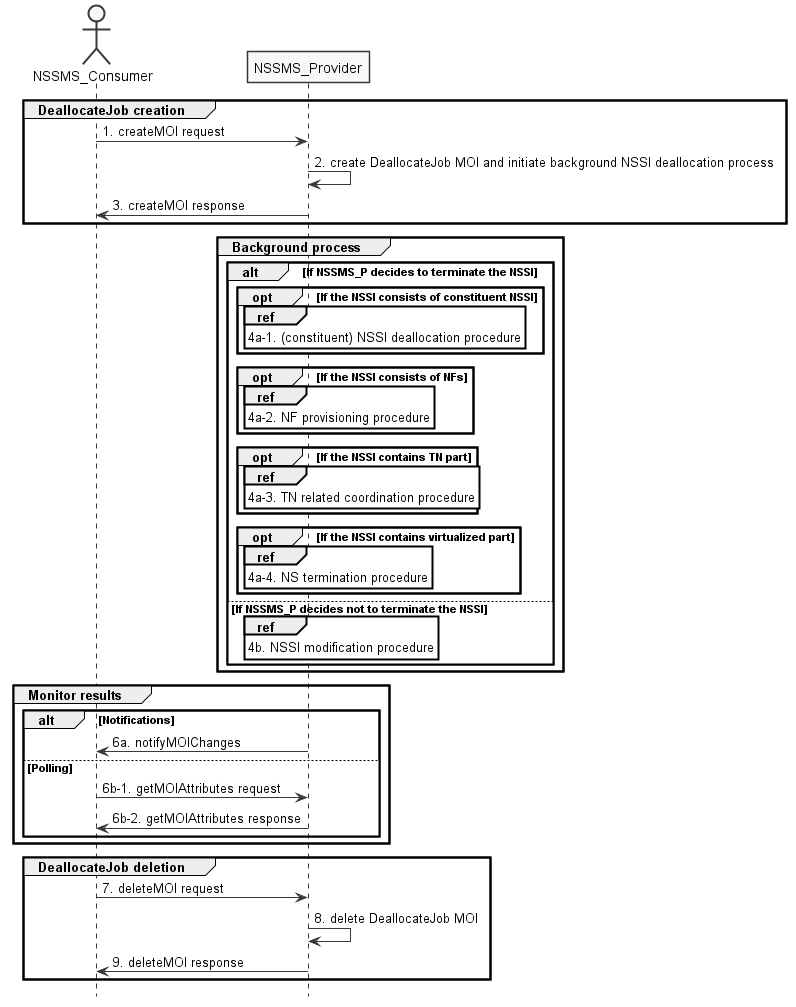 NSSMS_Consumer
NSSMS_Provider
DeallocateJob creation
1. createMOI request
2. create DeallocateJob MOI and initiate background NSSI deallocation process
3. createMOI response
Background process
alt [If NSSMS_P decides to terminate the NSSI]
opt [If the NSSI consists of constituent NSSI]
ref
4a-1. (constituent) NSSI deallocation procedure
opt [If the NSSI consists of NFs]
ref
4a-2. NF provisioning procedure
opt [If the NSSI contains TN part]
ref
4a-3. TN related coordination procedure
opt [If the NSSI contains virtualized part]
ref
4a-4. NS termination procedure
[If NSSMS_P decides not to terminate the NSSI]
ref
4b. NSSI modification procedure
Monitor results
alt [Notifications]
6a. notifyMOIChanges
[Polling]
6b-1. getMOIAttributes request
6b-2. getMOIAttributes response
DeallocateJob deletion
7. deleteMOI request
8. delete DeallocateJob MOI
9. deleteMOI response